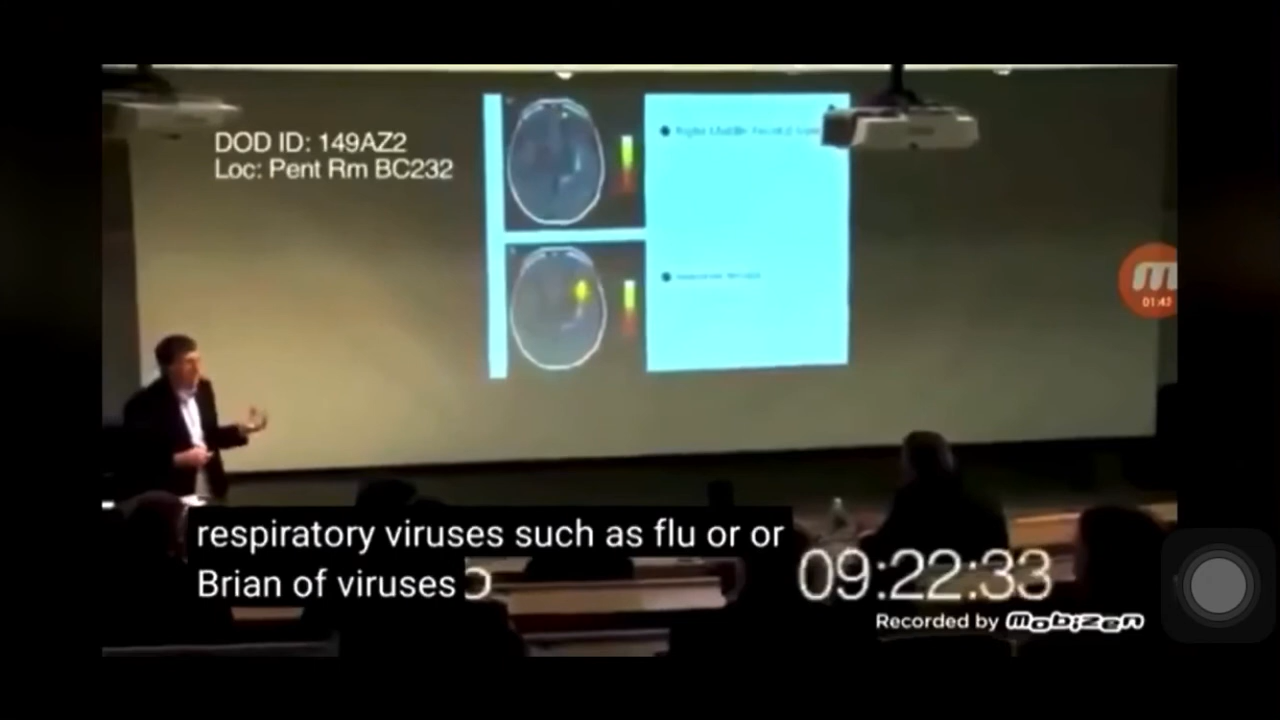 DOD ID: 149AZ2
Loc: Pent Rm BC232
01:43
respiratory viruses such as flu or or
Brian of viruses
09:22:33
Recorded by mobizen